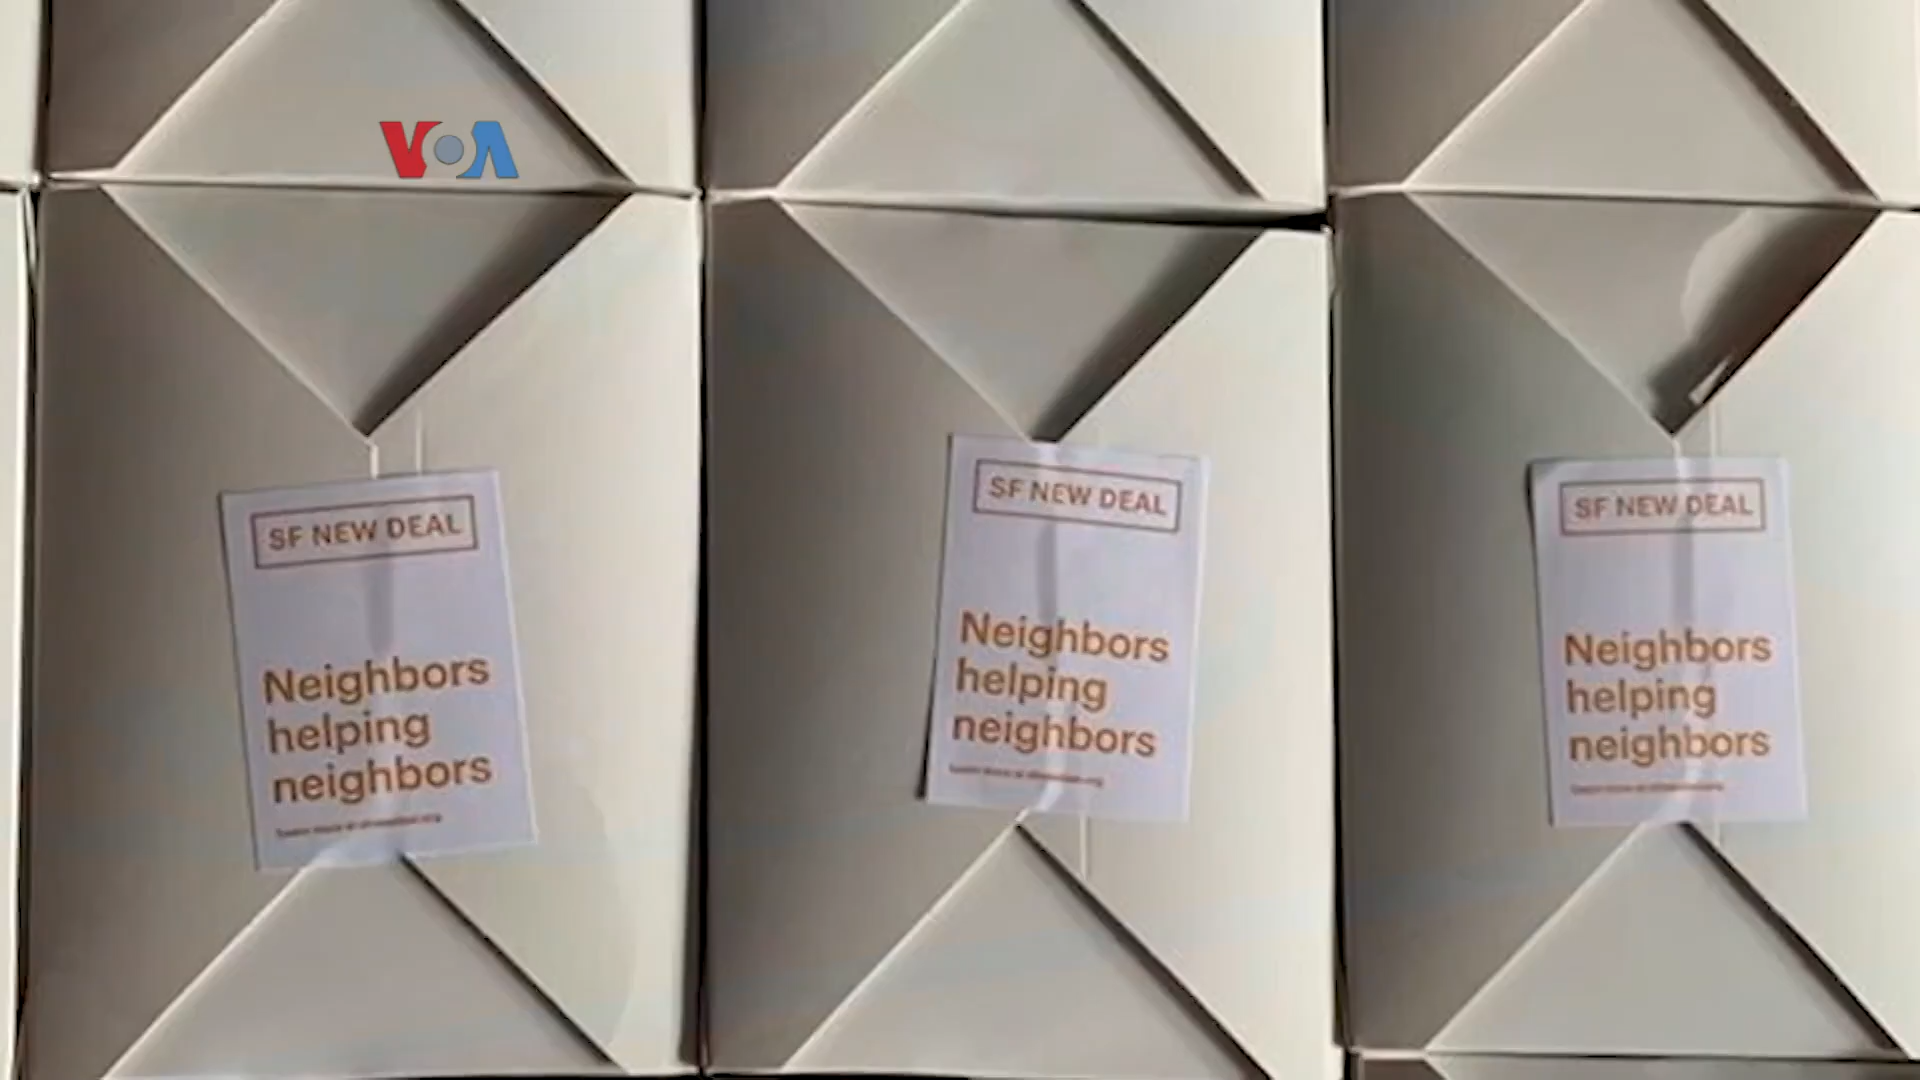 VOA
SF NEW DEAL
Neighbors
helping
neighbors
SF NEW DEAL
Neighbors
helping
neighbors
SF NEW DEAL
Neighbors
helping
neighbors